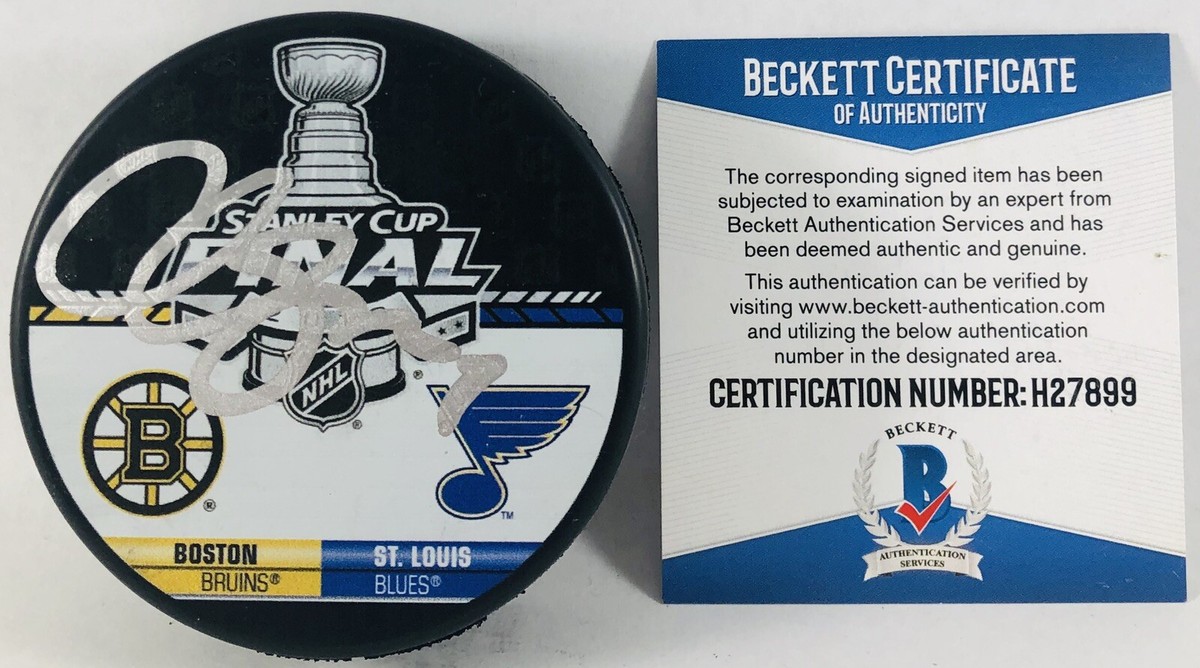 STANLEY CUP
FINAL
NHL
®
®
B
®
TM
BOSTON
ST. LOUIS
BRUINS®
BLUES®
BECKETT CERTIFICATE
OF AUTHENTICITY
The corresponding signed item has been
subjected to examination by an expert from
Beckett Authentication Services and has
been deemed authentic and genuine.
This authentication can be verified by
visiting www.beckett-authentication.com
and utilizing the below authentication
number in the designated area.
CERTIFICATION NUMBER: H27899
BECKETT
B
AUTHENTICATION
SERVICES